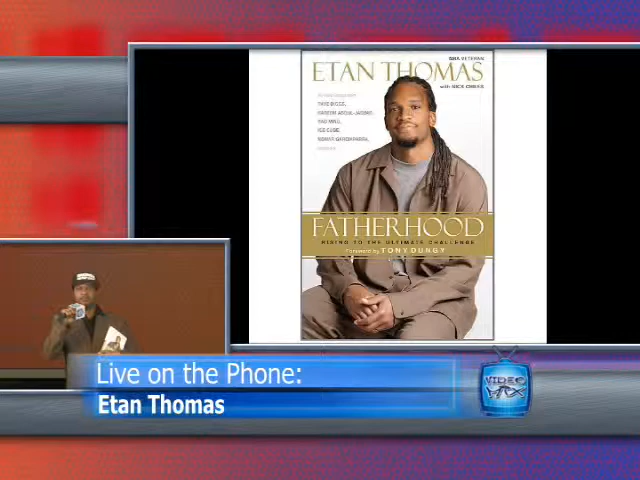 NBA VETERAN
ETAN THOMAS
with NICK CHILES
FATHERHOOD
RISING TO THE ULTIMATE CHALLENGE
Foreword by TONY DUNGY
Live on the Phone:
Etan Thomas
VIDEO